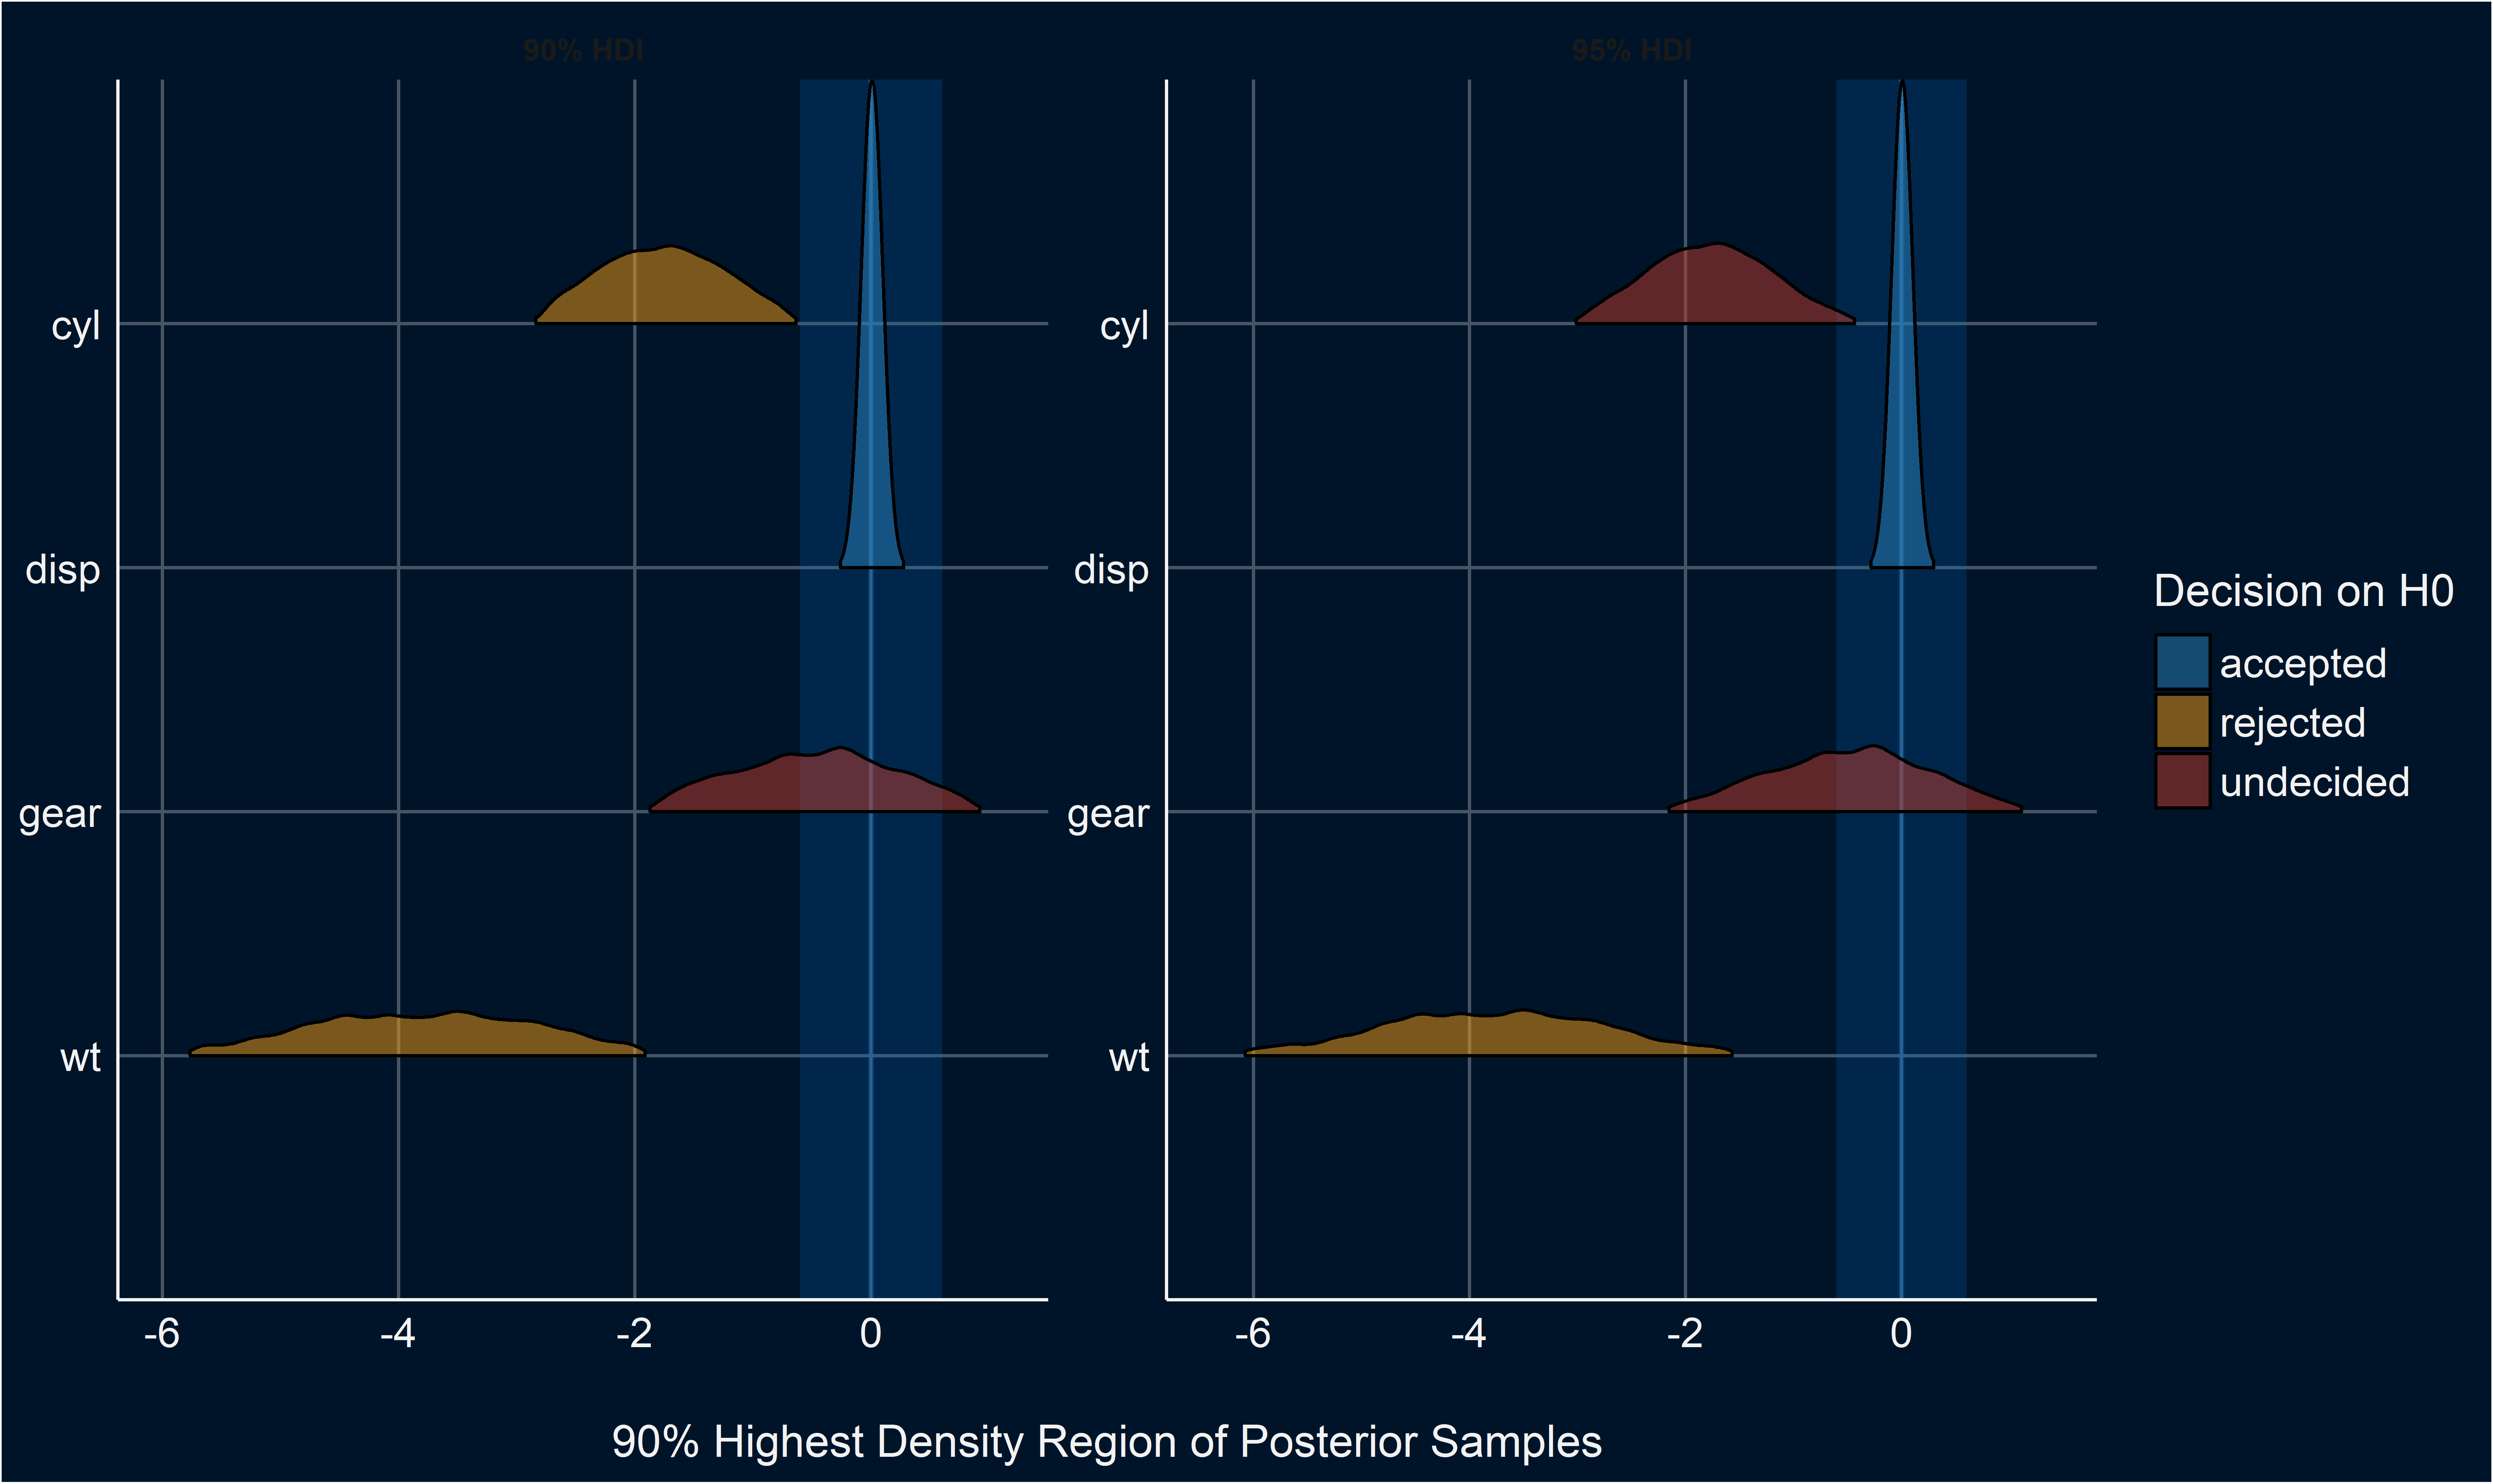 90% HDI
95% HDI
cyl
disp
gear
wt
-6 -4 -2 0
cyl
disp
gear
wt
-6 -4 -2 0
Decision on H0
accepted
rejected
undecided
90% Highest Density Region of Posterior Samples